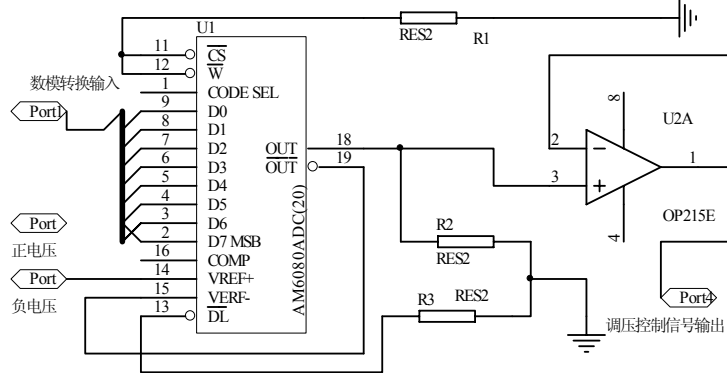 U1
RES2
R1
11
CS
12
W
数模转换输入
1
CODE SEL
Port1
9
D0
8
D1
7
D2
6
D3
5
D4
4
D5
3
D6
2
D7 MSB
16
COMP
14
VREF+
15
VERF-
13
DL
OUT
18
OUT
19
AM6080ADC(20)
Port
正电压
Port
负电压
R2
RES2
R3
RES2
8
U2A
2
1
3
4
OP215E
Port4
调压控制信号输出